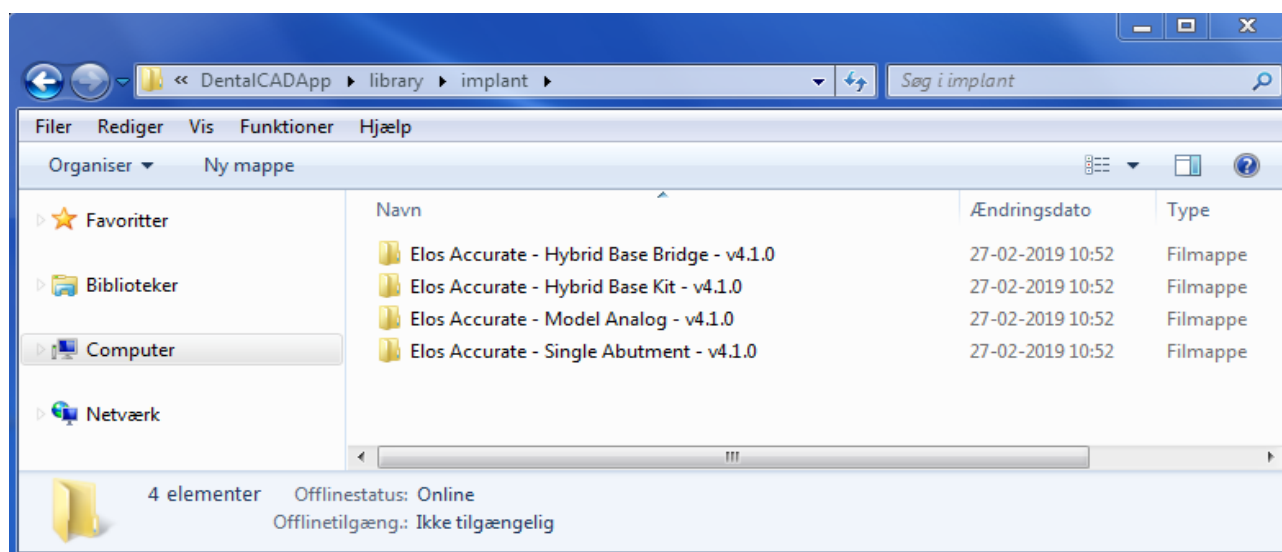 « DentalCADApp ▸ library ▸ implant ▸ Søg i implant
Filer Rediger Vis Funktioner Hjælp
Organiser Ny mappe
Navn Ændringsdato Type
Favoritter
Elos Accurate - Hybrid Base Bridge - v4.1.0 27-02-2019 10:52 Filmappe
Biblioteker
Elos Accurate - Hybrid Base Kit - v4.1.0 27-02-2019 10:52 Filmappe
Elos Accurate - Model Analog - v4.1.0 27-02-2019 10:52 Filmappe
Computer
Elos Accurate - Single Abutment - v4.1.0 27-02-2019 10:52 Filmappe
Netværk
4 elementer Offlinestatus: Online
Offlinetilgæng.: Ikke tilgængelig